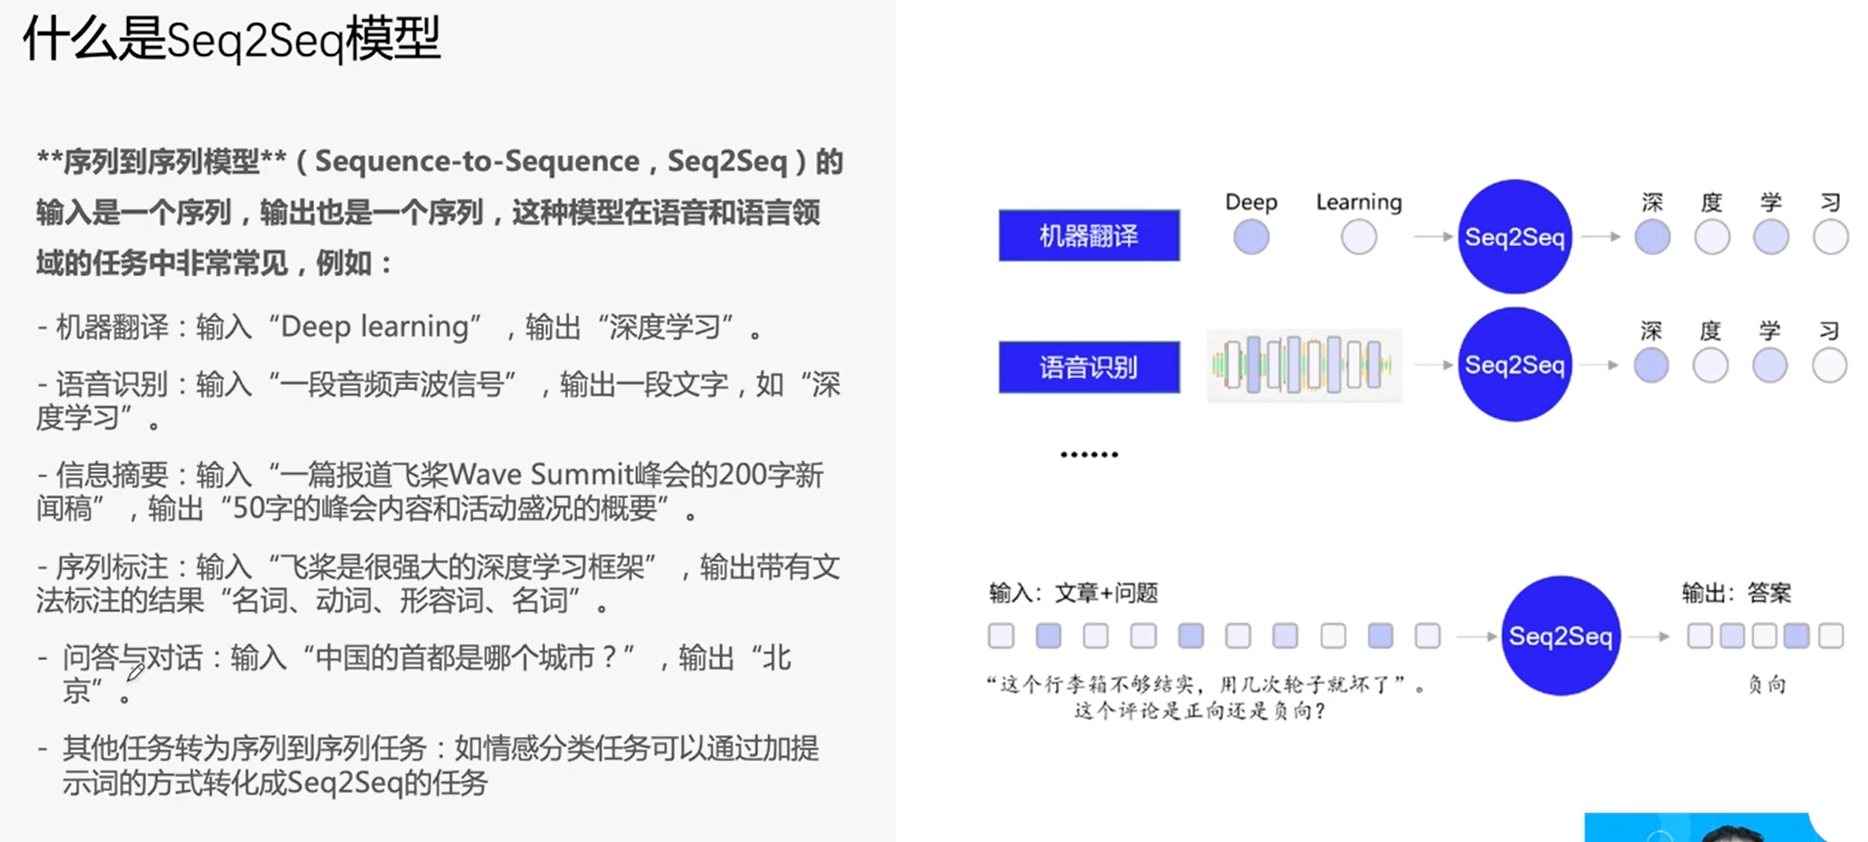 什么是Seq2Seq模型
**序列到序列模型**（Sequence-to-Sequence，Seq2Seq）的
输入是一个序列，输出也是一个序列，这种模型在语音和语言领
域的任务中非常常见，例如：
- 机器翻译：输入“Deep learning”，输出“深度学习”。
- 语音识别：输入“一段音频声波信号”，输出一段文字，如“深
度学习”。
- 信息摘要：输入“一篇报道飞桨Wave Summit峰会的200字新
闻稿”，输出“50字的峰会内容和活动盛况的概要”。
- 序列标注：输入“飞桨是很强大的深度学习框架”，输出带有文
法标注的结果“名词、动词、形容词、名词”。
- 问答与对话：输入“中国的首都是哪个城市？”，输出“北
京”。
- 其他任务转为序列到序列任务：如情感分类任务可以通过加提
示词的方式转化成Seq2Seq的任务
Deep Learning 深 度 学 习
机器翻译 Seq2Seq
深 度 学 习
语音识别 Seq2Seq
······
输入：文章+问题 输出：答案
Seq2Seq
“这个行李箱不够结实，用几次轮子就坏了”。 负向
这个评论是正向还是负向？